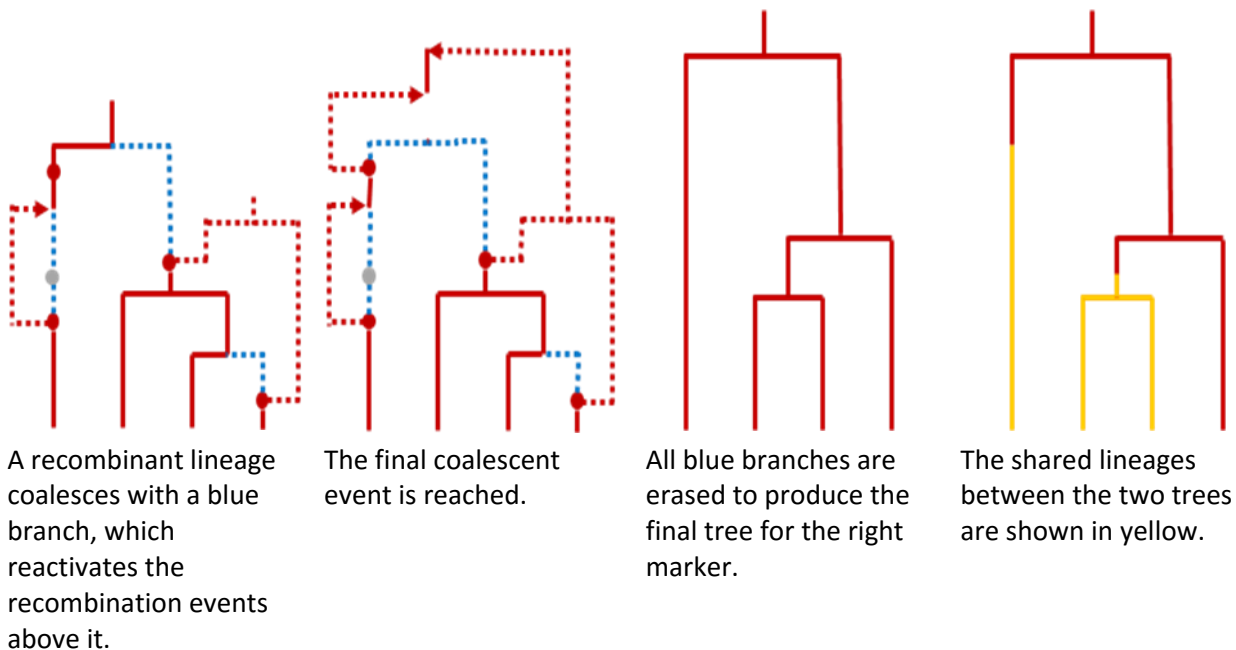 A recombinant lineage
coalesces with a blue
branch, which
reactivates the
recombination events
above it.
The final coalescent
event is reached.
All blue branches are
erased to produce the
final tree for the right
marker.
The shared lineages
between the two trees
are shown in yellow.